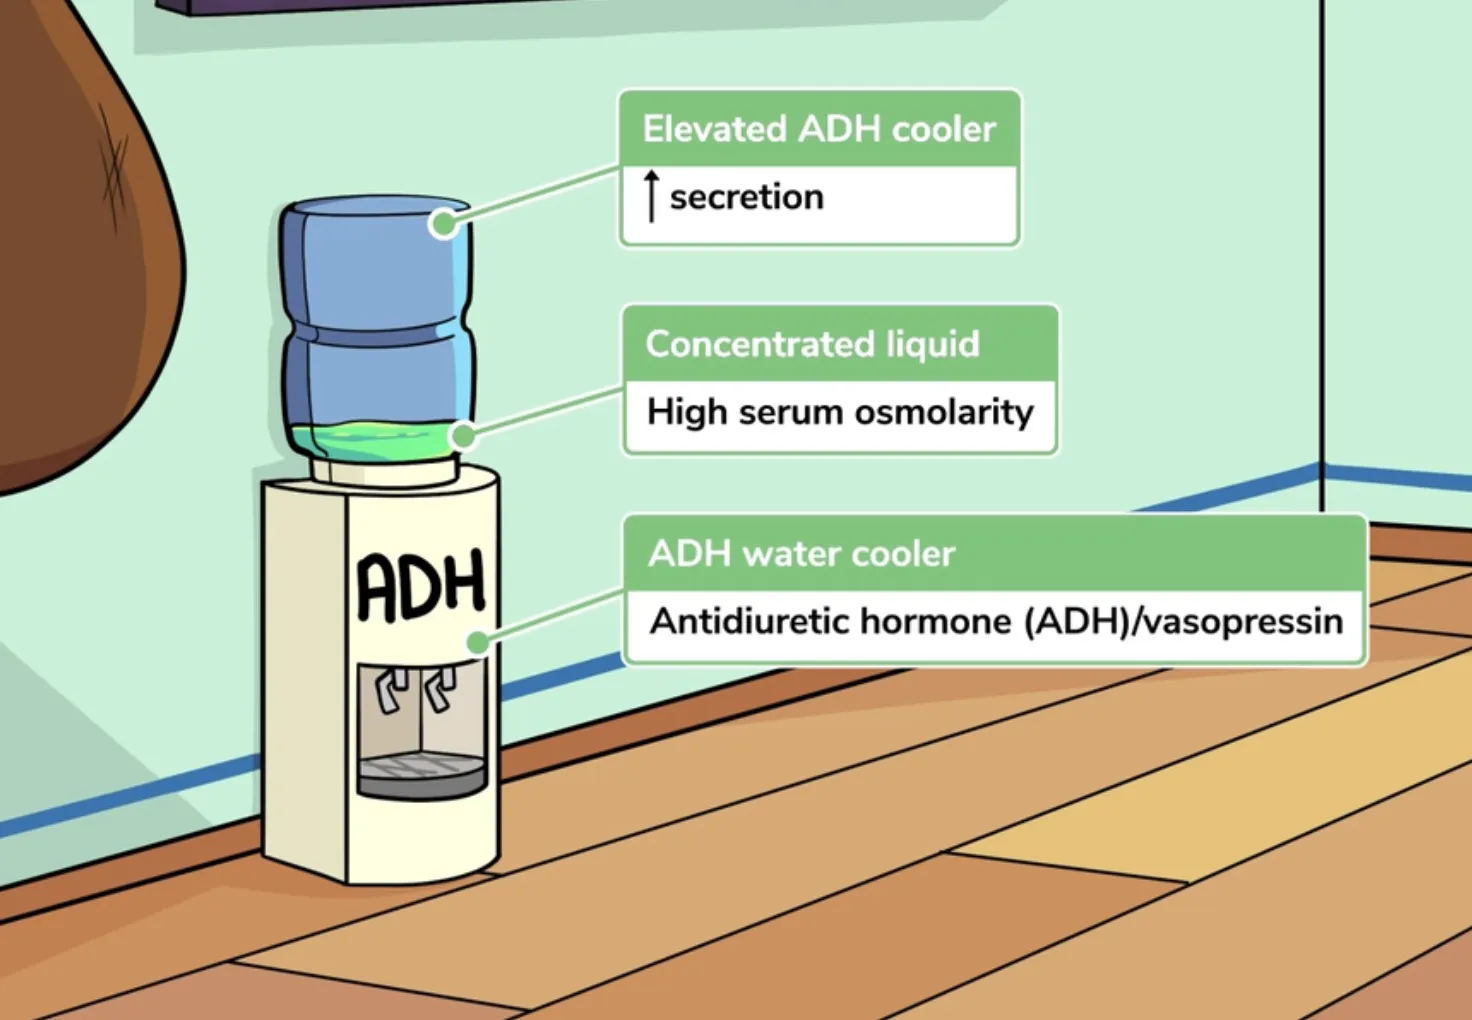 Elevated ADH cooler
↑ secretion
Concentrated liquid
High serum osmolarity
ADH
ADH water cooler
Antidiuretic hormone (ADH)/vasopressin